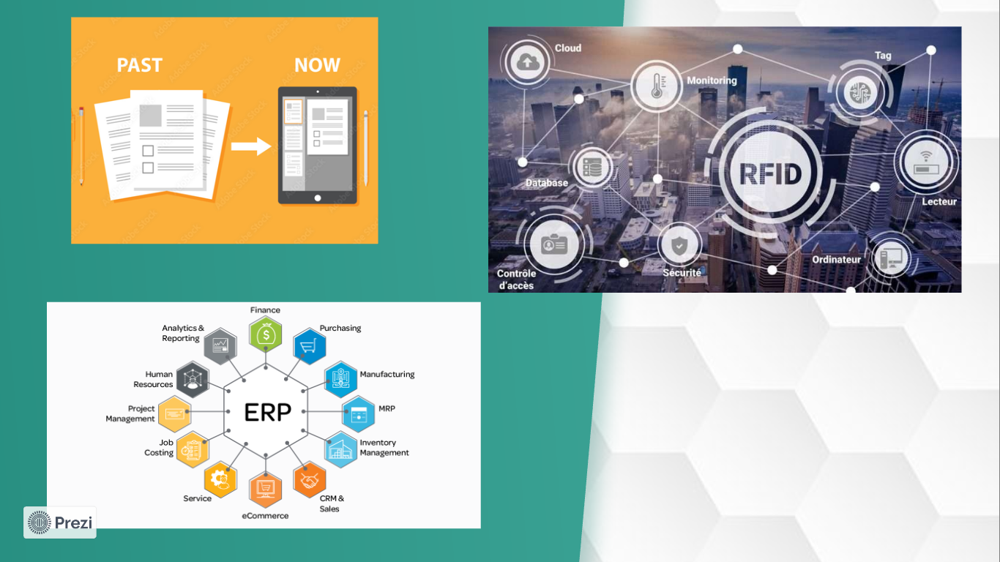 PAST
NOW
Cloud
Monitoring
Tag
RFID
Database
Lecteur
Contrôle
d'accès
Sécurité
Ordinateur
Finance
Analytics &
Reporting
Purchasing
Human
Resources
Manufacturing
Project
Management
ERP
MRP
Job
Costing
Inventory
Management
Service
CRM &
Sales
eCommerce
Prezi